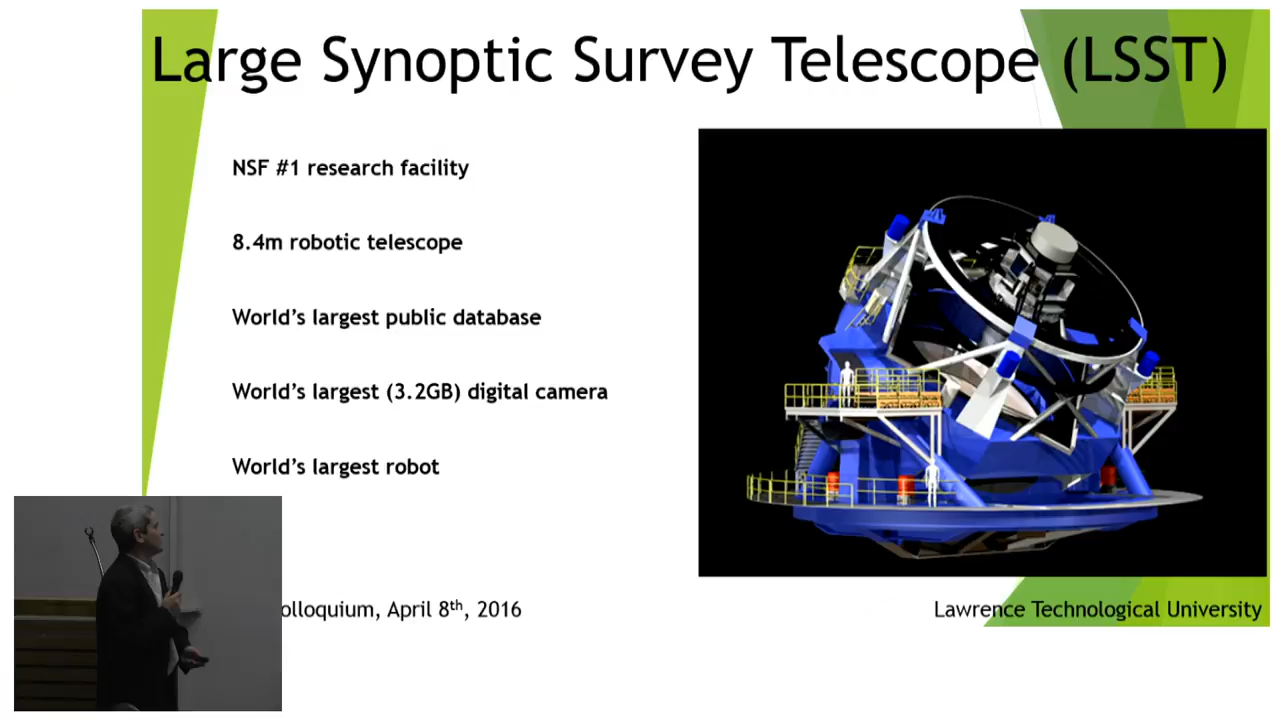 Large Synoptic Survey Telescope (LSST)
NSF #1 research facility
8.4m robotic telescope
World's largest public database
World's largest (3.2GB) digital camera
World's largest robot
olloquium, April 8th, 2016
Lawrence Technological University